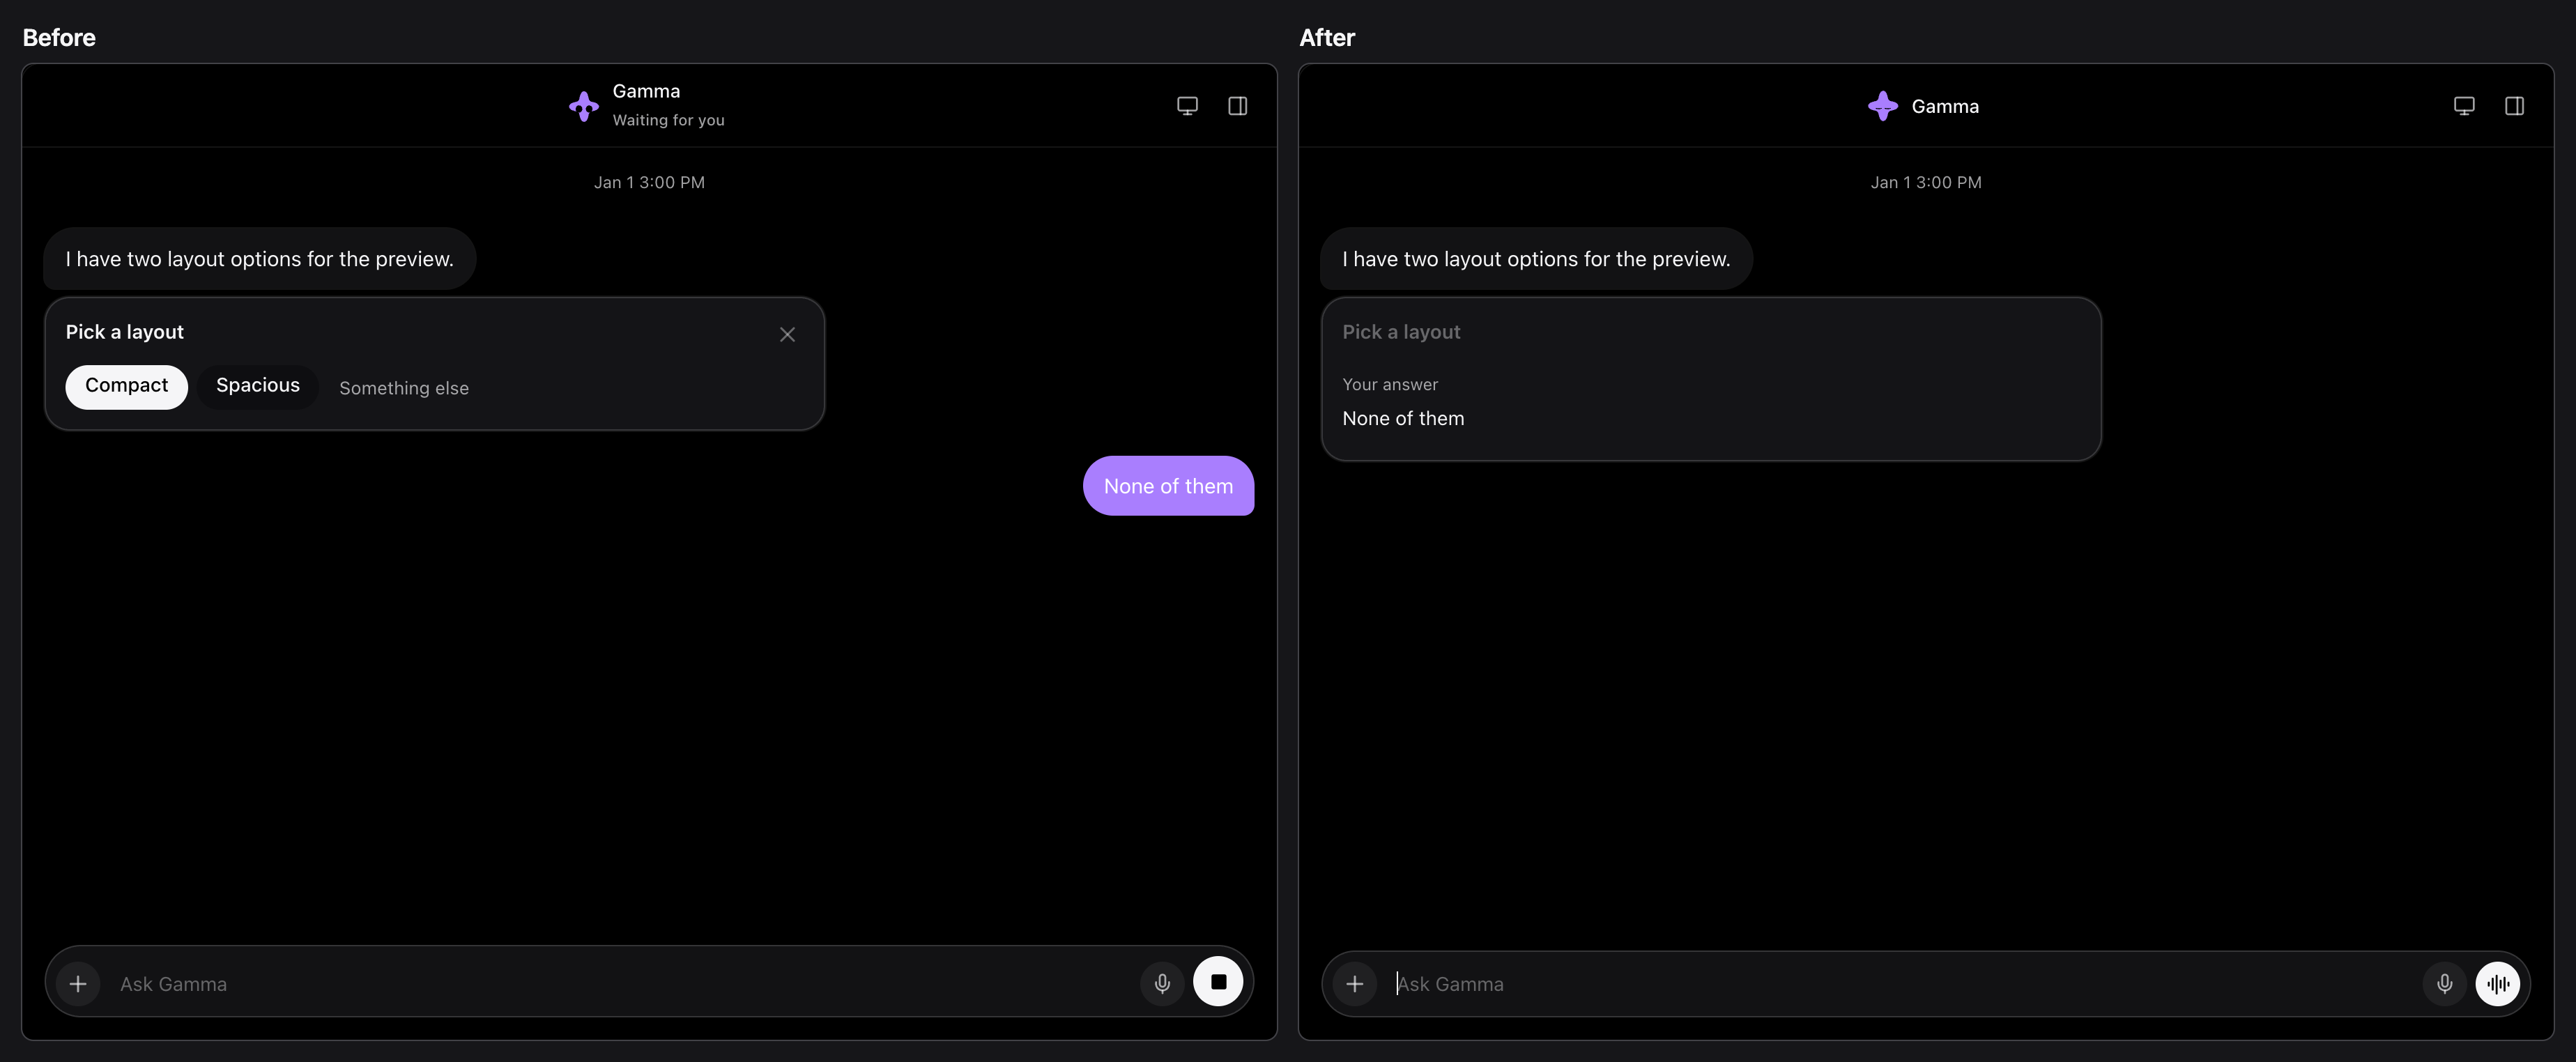 Before
Gamma
Waiting for you
Jan 1 3:00 PM
I have two layout options for the preview.
Pick a layout
Compact
Spacious
Something else
None of them
Ask Gamma
After
Gamma
Jan 1 3:00 PM
I have two layout options for the preview.
Pick a layout
Your answer
None of them
Ask Gamma